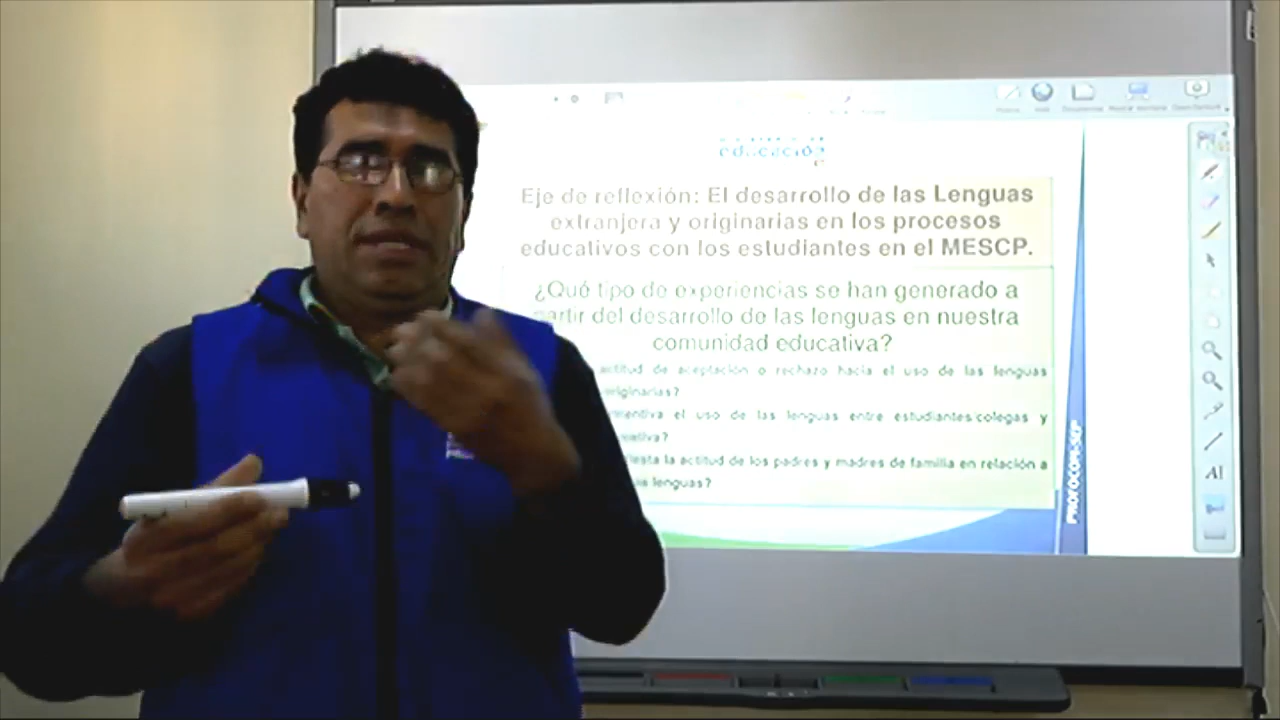 educación
Eje de reflexión: El desarrollo de las Lenguas
extranjera y originarias en los procesos
educativos con los estudiantes en el MESCP.
¿Qué tipo de experiencias se han generado a
partir del desarrollo de las lenguas en nuestra
comunidad educativa?
actitud de aceptación o rechazo hacia el uso de las lenguas
originarias?
el uso de las lenguas entre estudiantes/colegas y
la actitud de los padres y madres de familia en relación a
lenguas?
PROFOCOM-SCP
AI